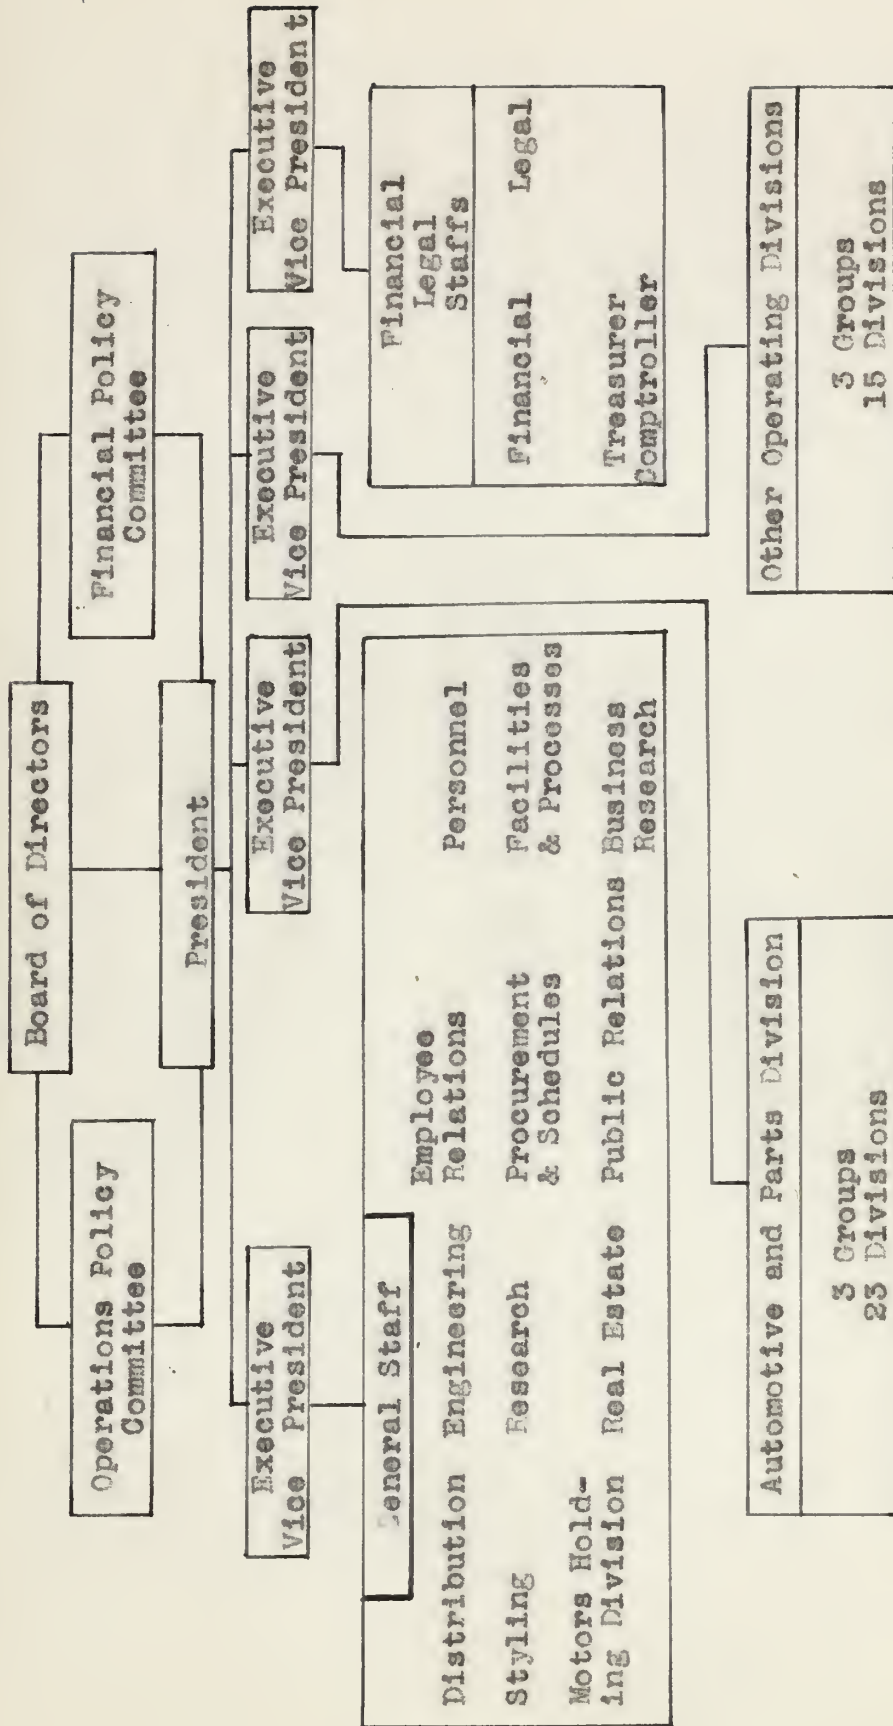 Board of Directors
Operations Policy
Committee
Financial Policy
Committee
President
Executive
Vice President
Executive
Vice President
Executive
Vice President
Executive
Vice President
General Staff
Distribution Engineering Employee
Relations Personnel
Styling Research Procurement
& Schedules Facilities
& Processes
Motors Hold-
ing Division Real Estate Public Relations Business
Research
Financial
Legal
Staffs
Financial Legal
Treasurer
Comptroller
Automotive and Parts Division
3 Groups
23 Divisions
Other Operating Divisions
3 Groups
15 Divisions